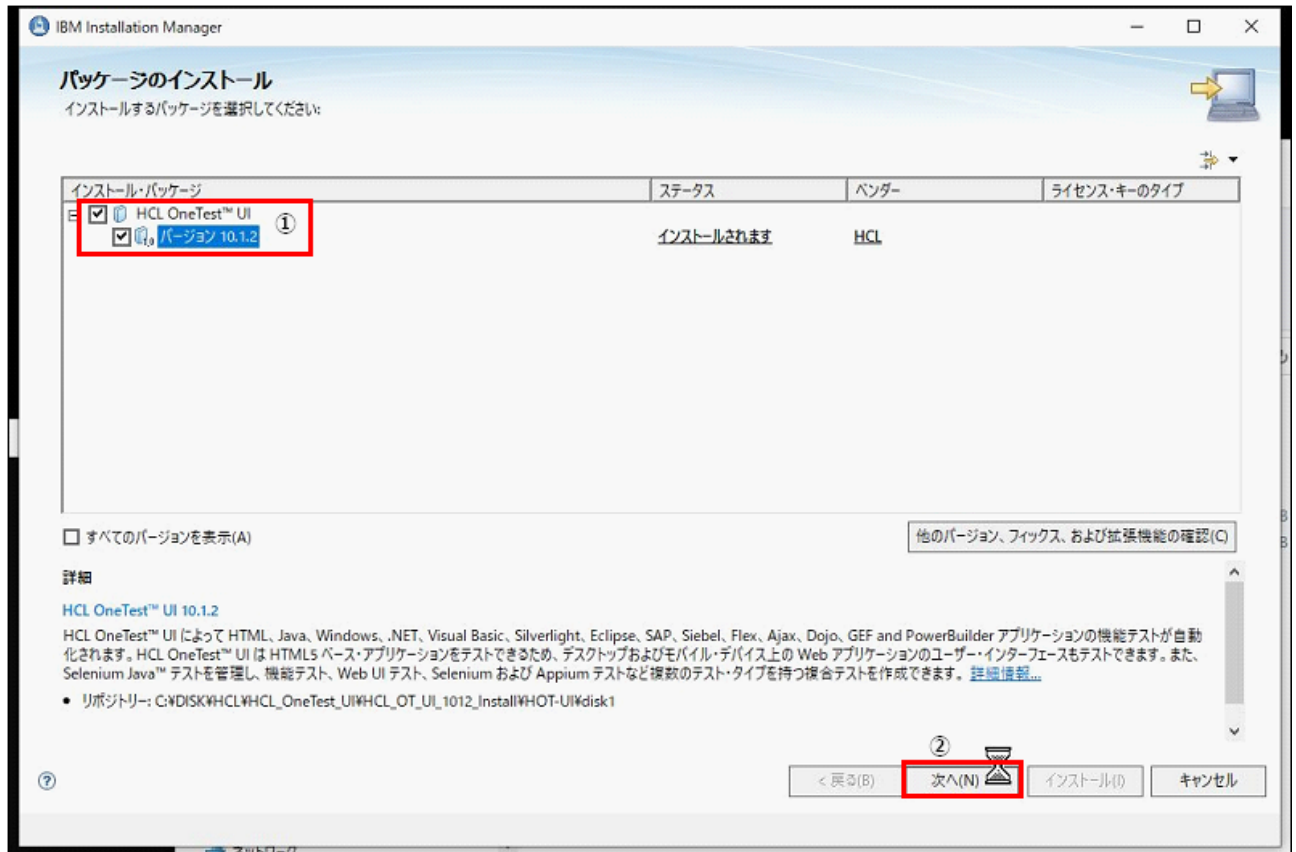 IBM Installation Manager
パッケージのインストール
インストールするパッケージを選択してください:
インストール・パッケージ ステータス ベンダー ライセンス・キーのタイプ
HCL OneTest™ UI ①
バージョン 10.1.2 インストールされます HCL
すべてのバージョンを表示(A) 他のバージョン、フィックス、および拡張機能の確認(C)
詳細
HCL OneTest™ UI 10.1.2
HCL OneTest™ UI によって HTML、Java、Windows、.NET、Visual Basic、Silverlight、Eclipse、SAP、Siebel、Flex、Ajax、Dojo、GEF and PowerBuilder アプリケーションの機能テストが自動
化されます。HCL OneTest™ UI は HTML5 ベース・アプリケーションをテストできるため、デスクトップおよびモバイル・デバイス上の Web アプリケーションのユーザー・インターフェースもテストできます。また、
Selenium Java™ テストを管理し、機能テスト、Web UI テスト、Selenium および Appium テストなど複数のテスト・タイプを持つ複合テストを作成できます。 詳細情報...
• リポジトリー: C:¥DISK¥HCL¥HCL_OneTest_UI¥HCL_OT_UI_1012_Install¥HOT-UI¥disk1
②
< 戻る(B) 次へ(N) インストール(I) キャンセル